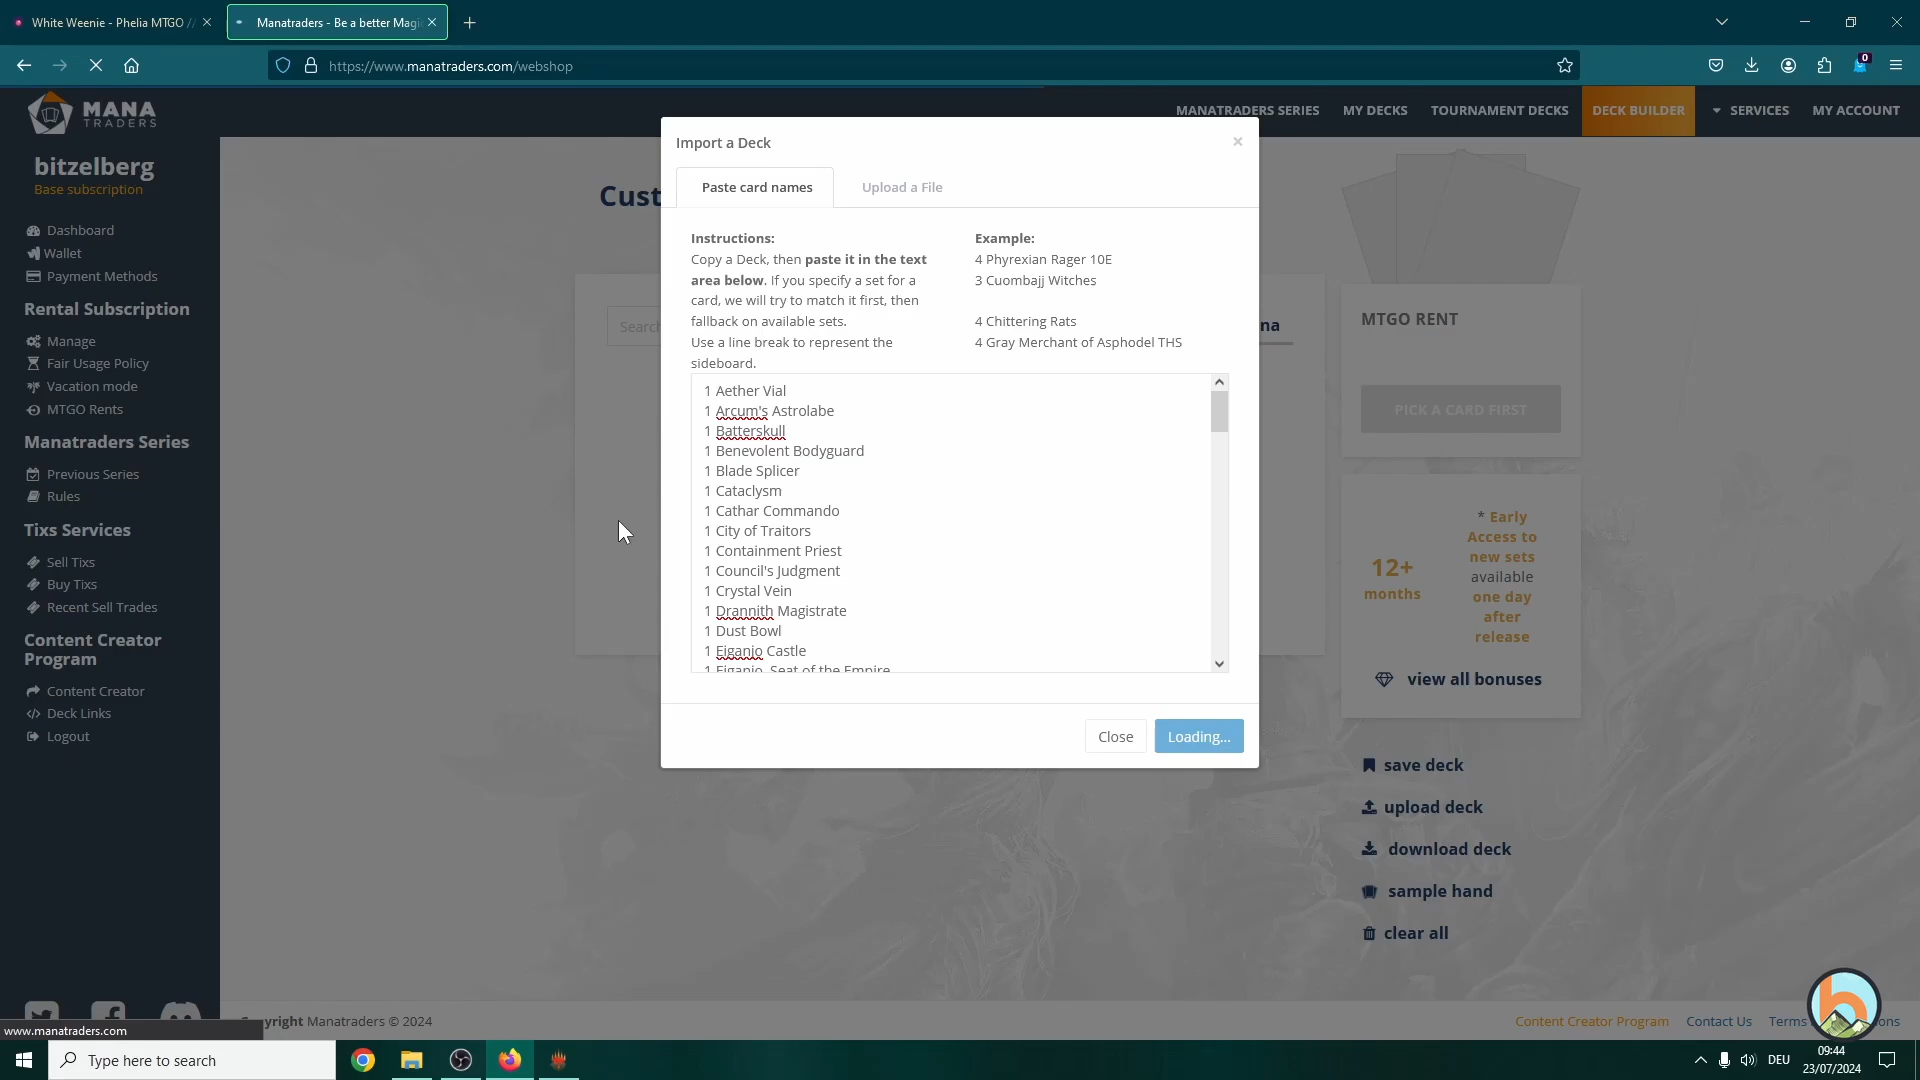 White Weenie - Phelia MTGO //
Manatraders - Be a better Magi
https://www.manatraders.com/webshop
0
MANA
TRADERS
MANATRADERS SERIES
MY DECKS
TOURNAMENT DECKS
DECK BUILDER
SERVICES
MY ACCOUNT
bitzelberg
Base subscription
Dashboard
Wallet
Payment Methods
Rental Subscription
Manage
Fair Usage Policy
Vacation mode
MTGO Rents
Manatraders Series
Previous Series
Rules
Tixs Services
Sell Tixs
Buy Tixs
Recent Sell Trades
Content Creator
Program
Content Creator
Deck Links
Logout
Cust
Search
na
Import a Deck
Paste card names
Upload a File
Instructions:
Copy a Deck, then paste it in the text
area below. If you specify a set for a
card, we will try to match it first, then
fallback on available sets.
Use a line break to represent the
sideboard.
Example:
4 Phyrexian Rager 10E
3 Cuombajj Witches
4 Chittering Rats
4 Gray Merchant of Asphodel THS
1 Aether Vial
1 Arcum's Astrolabe
1 Batterskull
1 Benevolent Bodyguard
1 Blade Splicer
1 Cataclysm
1 Cathar Commando
1 City of Traitors
1 Containment Priest
1 Council's Judgment
1 Crystal Vein
1 Drannith Magistrate
1 Dust Bowl
1 Eiganjo Castle
1 Eiganjo, Seat of the Empire
Close
Loading...
MTGO RENT
PICK A CARD FIRST
12+
months
* Early
Access to
new sets
available
one day
after
release
view all bonuses
save deck
upload deck
download deck
sample hand
clear all
yright Manatraders © 2024
Content Creator Program
Contact Us
Terms
ons
www.manatraders.com
Type here to search
DEU
09:44
23/07/2024